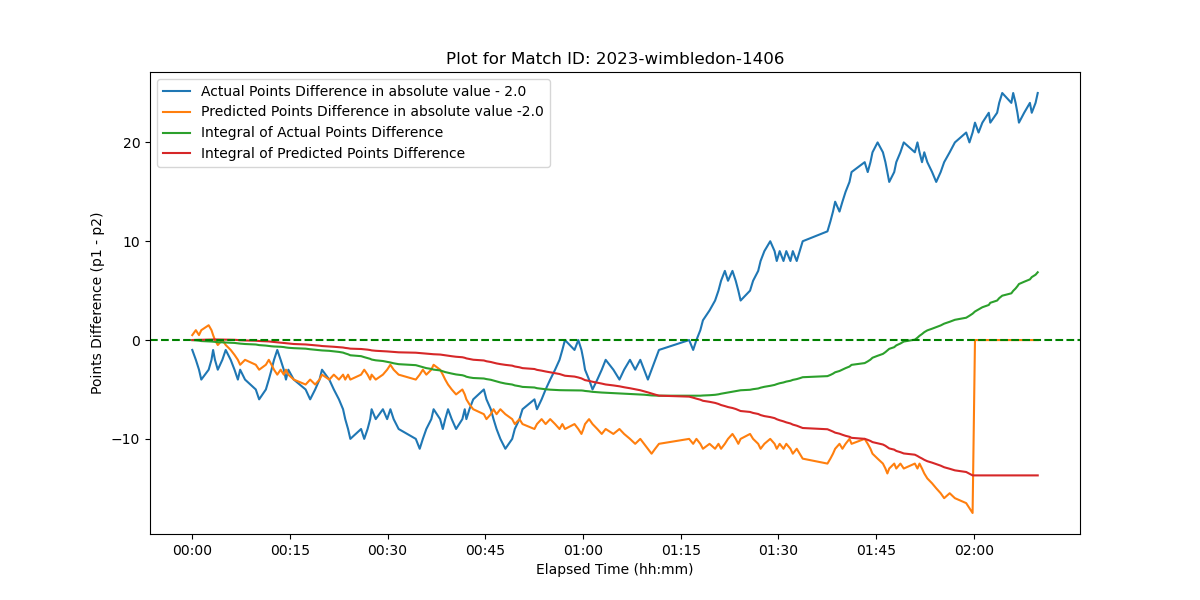 Plot for Match ID: 2023-wimbledon-1406
Actual Points Difference in absolute value - 2.0
Predicted Points Difference in absolute value -2.0
Integral of Actual Points Difference
Integral of Predicted Points Difference
Points Difference (p1 - p2)
20
10
0
−10
00:00 00:15 00:30 00:45 01:00 01:15 01:30 01:45 02:00
Elapsed Time (hh:mm)